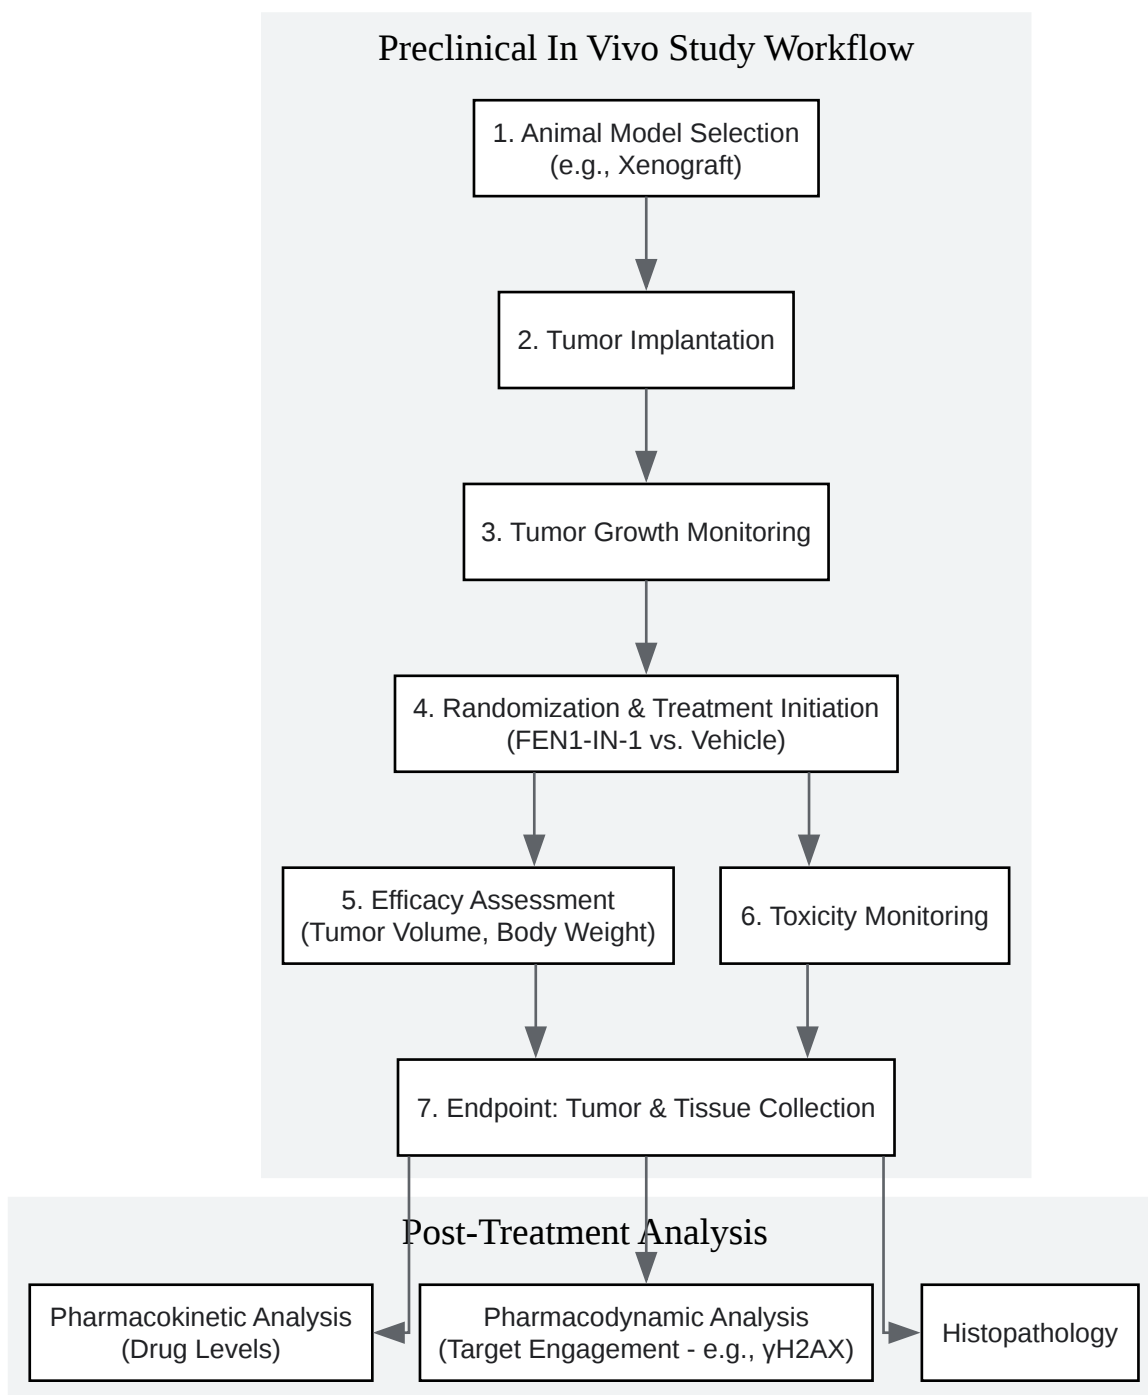 Preclinical In Vivo Study Workflow
1. Animal Model Selection
(e.g., Xenograft)
2. Tumor Implantation
3. Tumor Growth Monitoring
4. Randomization & Treatment Initiation
(FEN1-IN-1 vs. Vehicle)
5. Efficacy Assessment
(Tumor Volume, Body Weight)
6. Toxicity Monitoring
7. Endpoint: Tumor & Tissue Collection
Post-Treatment Analysis
Pharmacokinetic Analysis
(Drug Levels)
Pharmacodynamic Analysis
(Target Engagement - e.g., γH2AX)
Histopathology